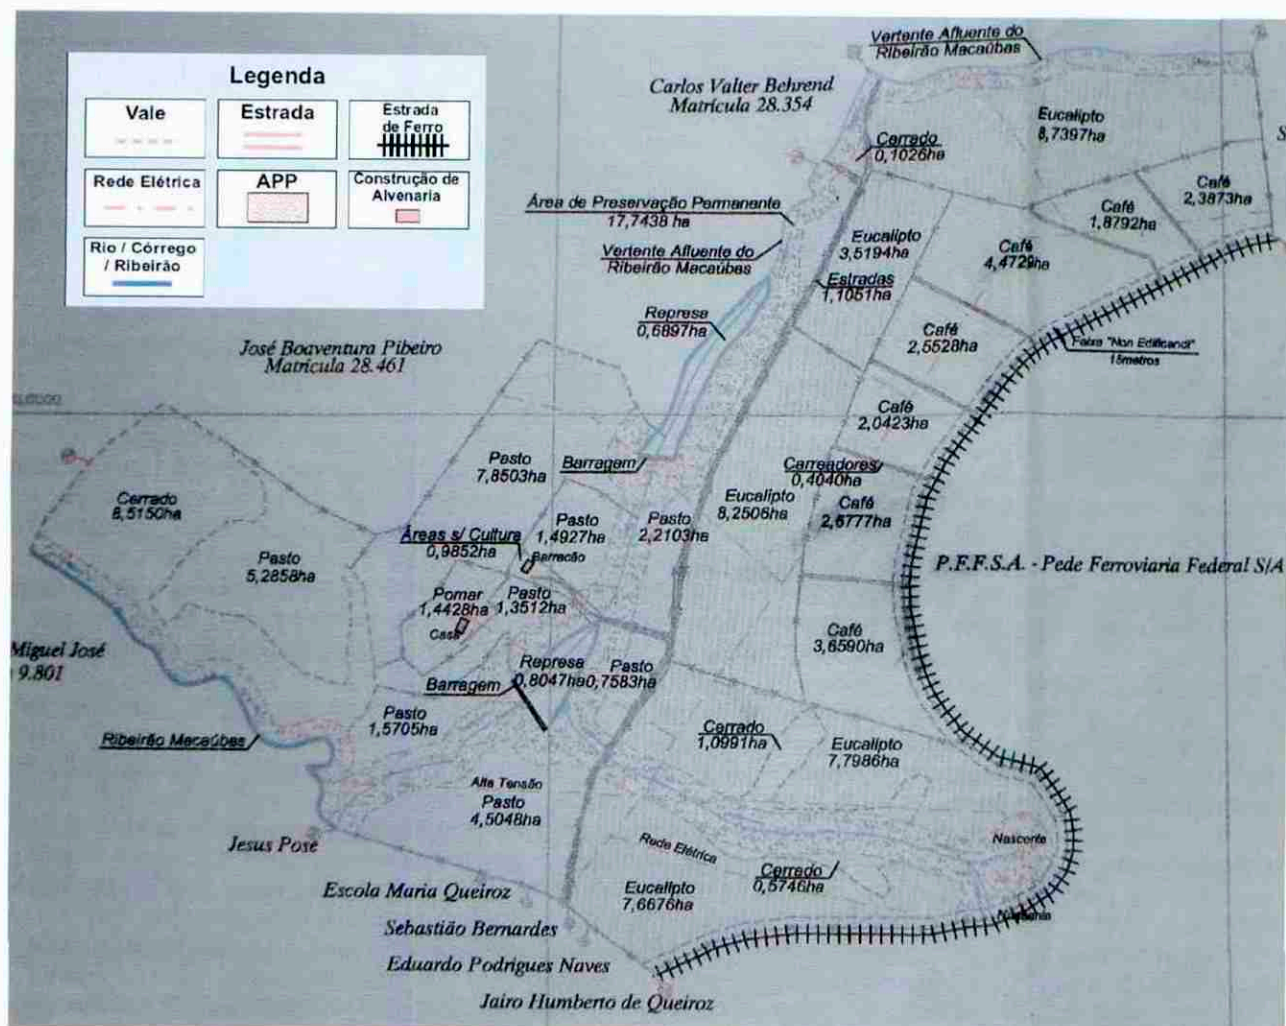 Legenda
Vale
Estrada
Estrada
de Ferro
Rede Elétrica
APP
Construção de
Alvenaria
Rio / Córrego
/ Ribeirão
Vertente Afluente do
Ribeirão Macaúbas
Carlos Valter Behrend
Matrícula 28.354
Eucalipto
8,7397ha
S
Cerrado
0,1026ha
Café
2,3873ha
Café
1,8792ha
Área de Preservação Permanente
17,7438 ha
Eucalipto
3,5194ha
Café
4,4729ha
Vertente Afluente do
Ribeirão Macaúbas
Estradas
1,1051ha
Represa
0,6897ha
Café
2,5528ha
Faixa "Non Edificandi"
15metros
José Boaventura Pibeiro
Matrícula 28.461
Café
2,0423ha
Pasto
7,8503ha
Barragem
Carreadores
0,4040ha
Eucalipto
8,2506ha
Café
2,6777ha
Cerrado
8,5150ha
Pasto
1,4927ha
Pasto
2,2103ha
Áreas s/ Cultura
0,9852ha
Barracão
Pasto
5,2858ha
P.F.F.S.A. - Pede Ferroviaria Federal S/A
Pomar
1,4428ha
Pasto
1,3512ha
Casa
Café
3,6590ha
Miguel José
9.801
Represa
0,8047ha
Pasto
0,7583ha
Barragem
Pasto
1,5705ha
Ribeirão Macaúbas
Cerrado
1,0991ha
Eucalipto
7,7986ha
Alta Tensão
Pasto
4,5048ha
Jesus Posé
Rede Elétrica
Nascente
Cerrado
0,5746ha
Escola Maria Queiroz
Eucalipto
7,6676ha
Sebastião Bernardes
Eduardo Podrigues Naves
Jairo Humberto de Queiroz